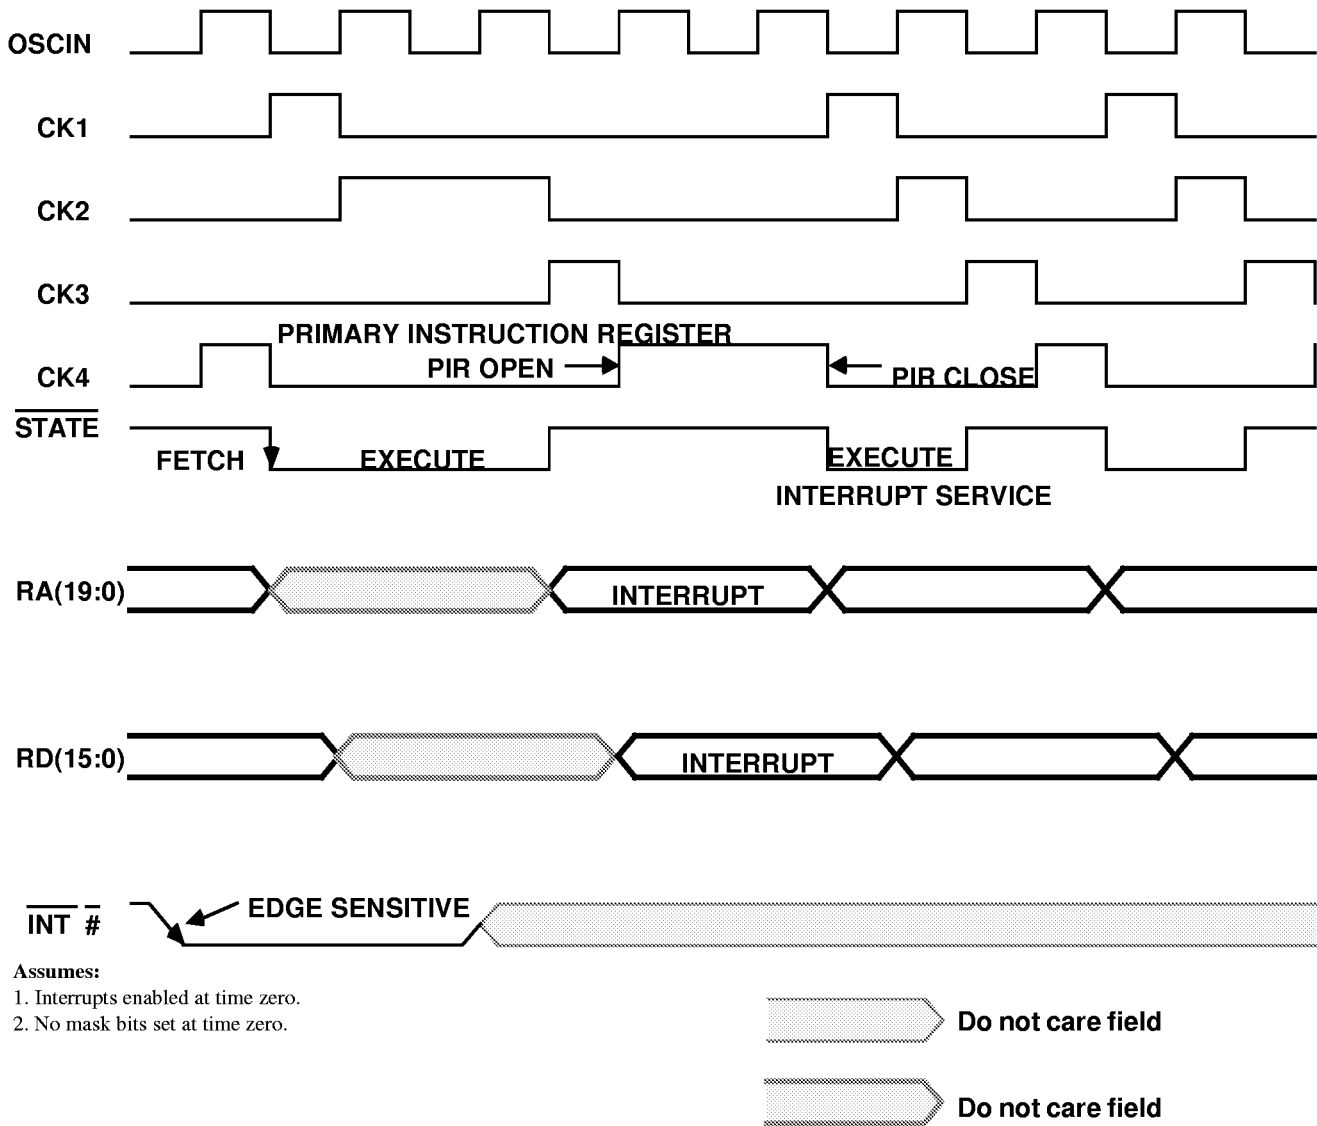 OSCIN
CK1
CK2
CK3
PRIMARY INSTRUCTION REGISTER
PIR OPEN
PIR CLOSE
CK4
STATE
FETCH
EXECUTE
EXECUTE
INTERRUPT SERVICE
RA(19:0)
INTERRUPT
RD(15:0)
INTERRUPT
INT #
EDGE SENSITIVE
Assumes:
1. Interrupts enabled at time zero.
2. No mask bits set at time zero.
Do not care field
Do not care field